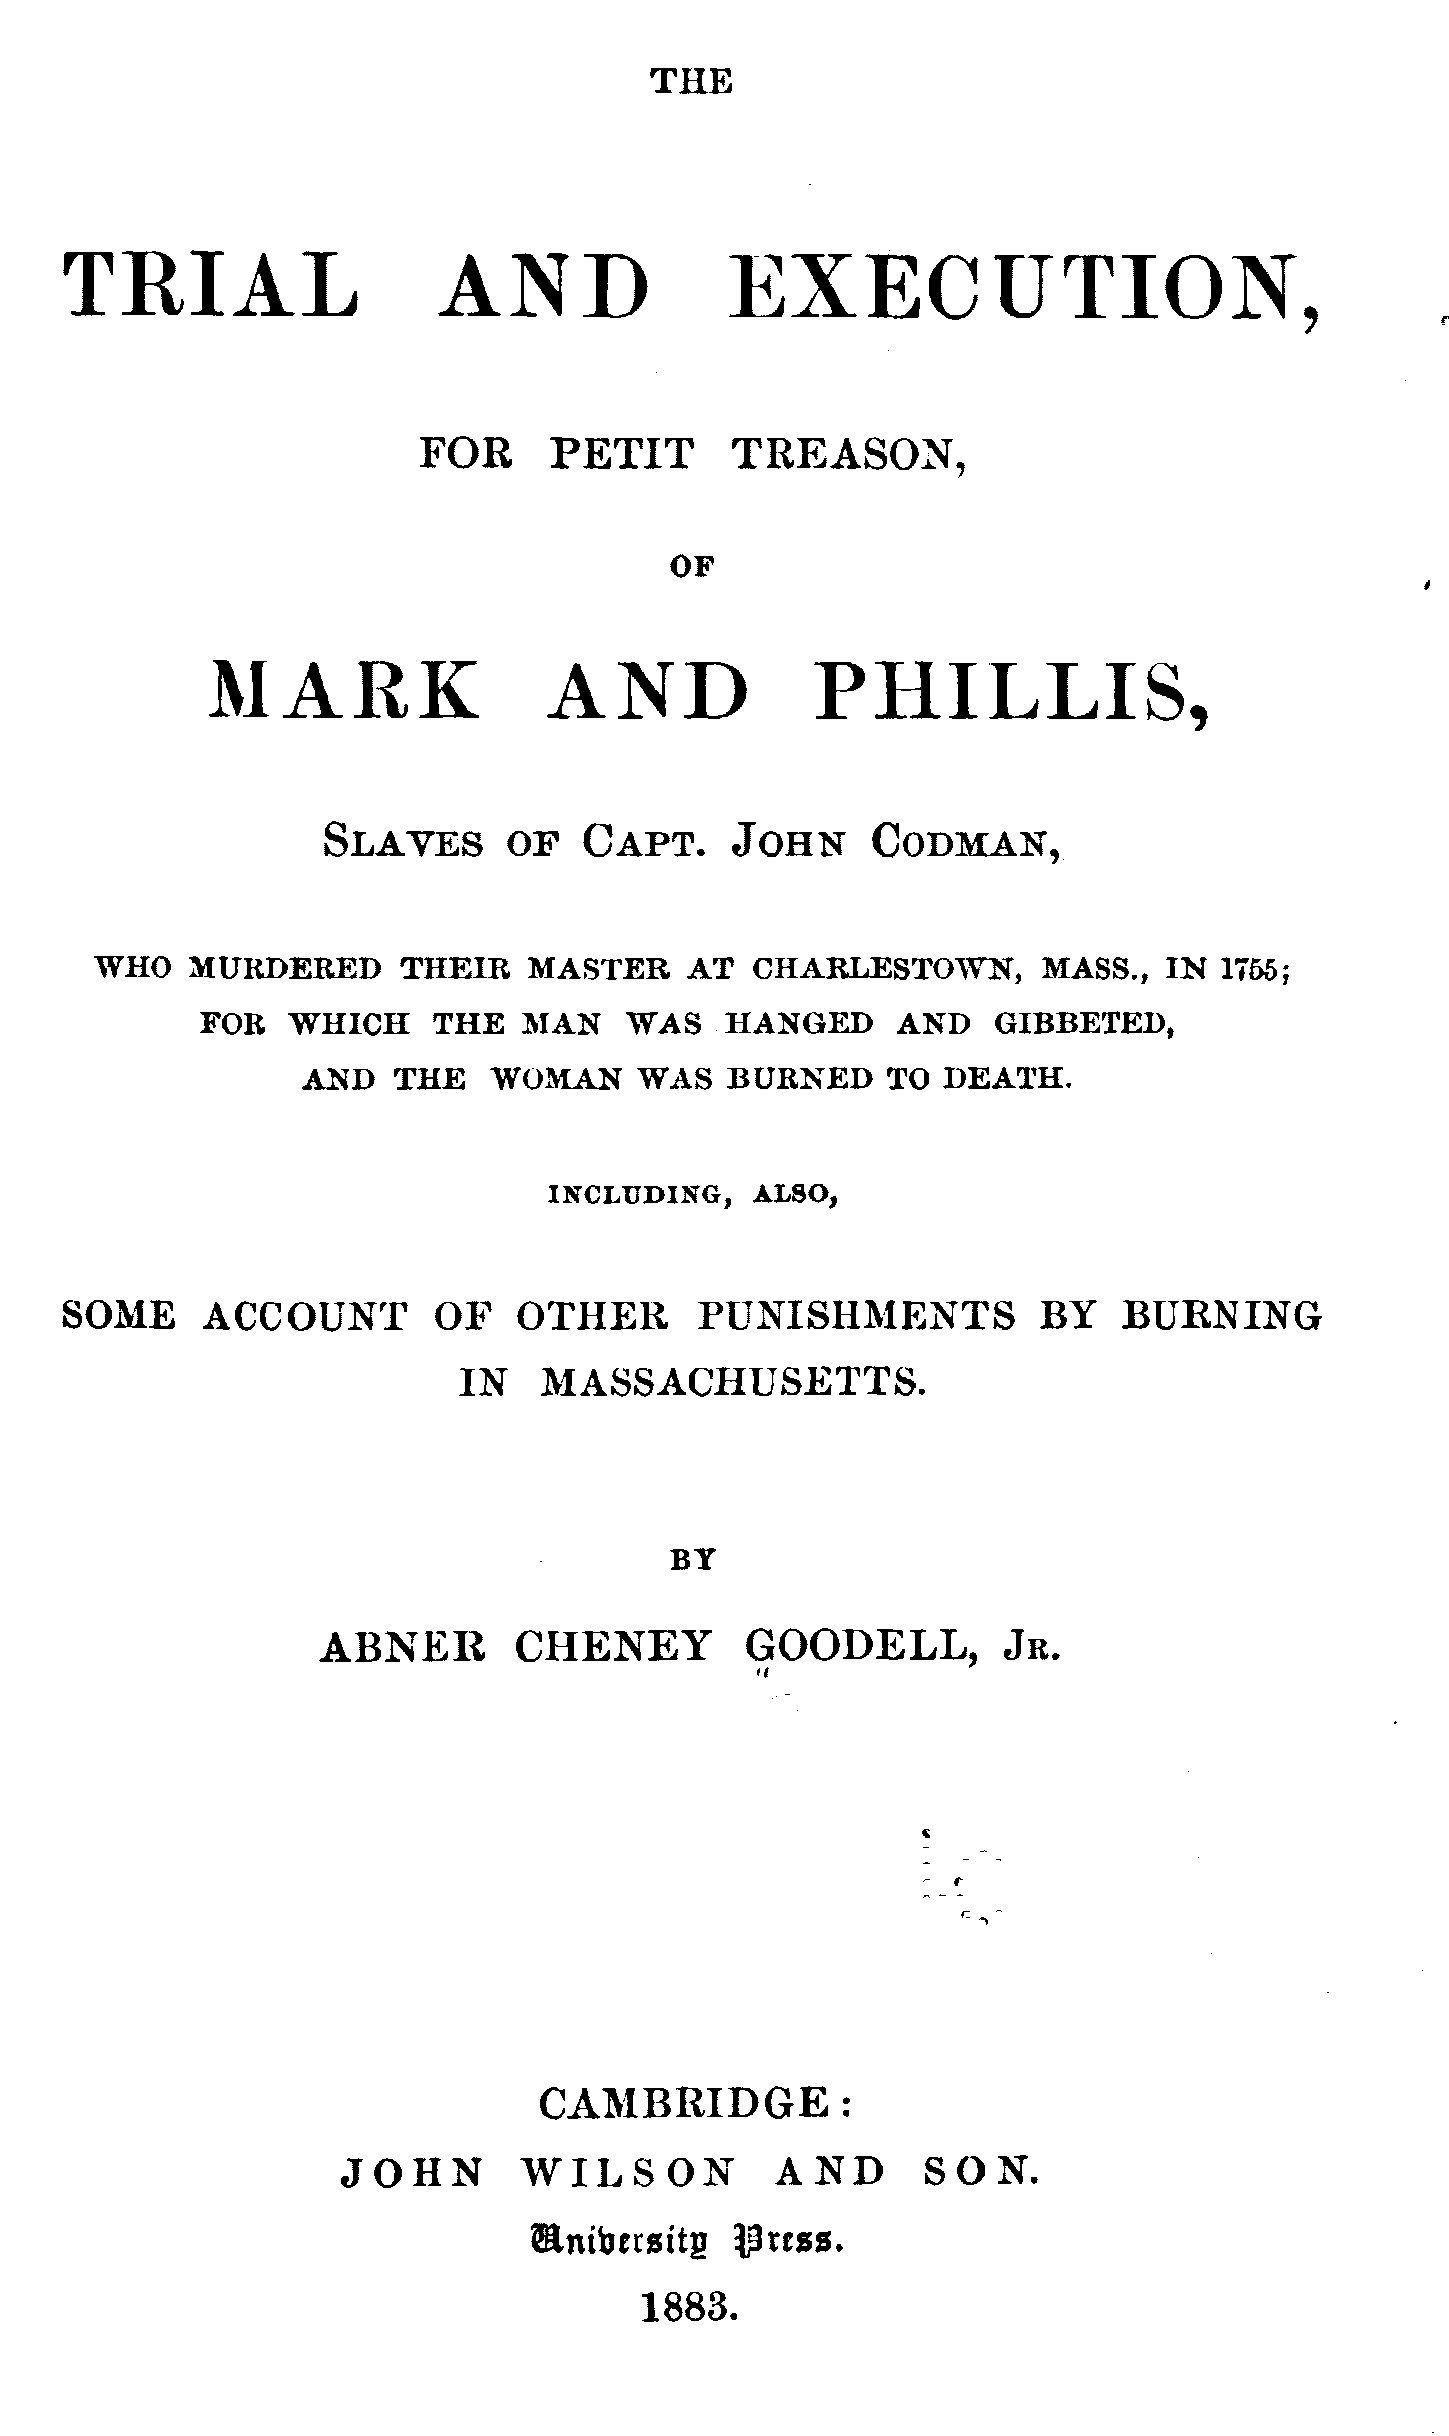 THE
TRIAL AND EXECUTION,
FOR PETIT TREASON,
OF
MARK AND PHILLIS,
SLAVES OF CAPT. JOHN CODMAN,
WHO MURDERED THEIR MASTER AT CHARLESTOWN, MASS., IN 1755;
FOR WHICH THE MAN WAS HANGED AND GIBBETED,
AND THE WOMAN WAS BURNED TO DEATH.
INCLUDING, ALSO,
SOME ACCOUNT OF OTHER PUNISHMENTS BY BURNING
IN MASSACHUSETTS.
BY
ABNER CHENEY GOODELL, JR.
CAMBRIDGE:
JOHN WILSON AND SON.
University Press.
1883.